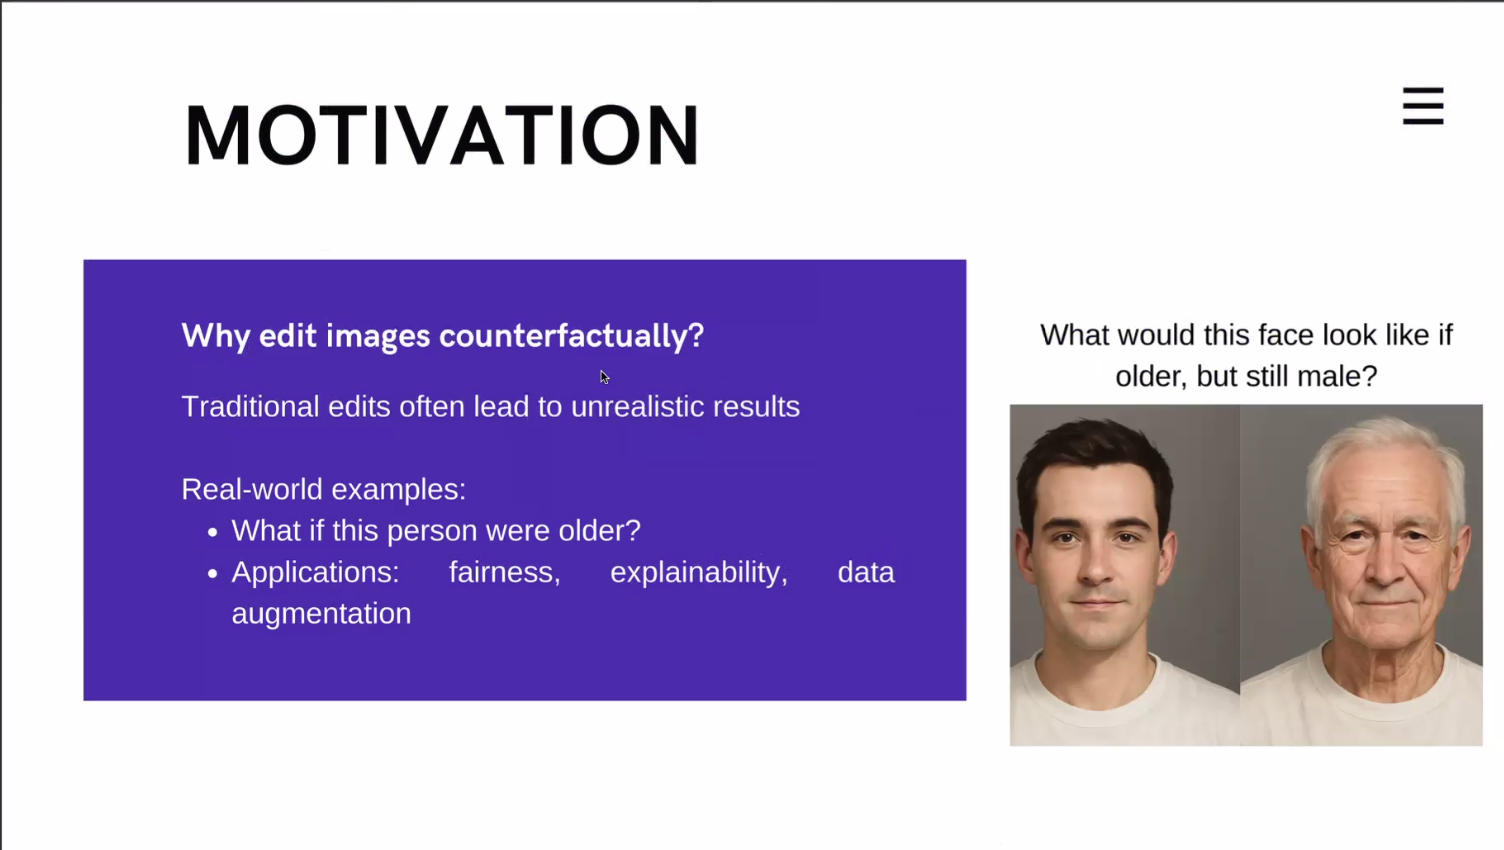 MOTIVATION
Why edit images counterfactually?
Traditional edits often lead to unrealistic results
Real-world examples:
• What if this person were older?
• Applications: fairness, explainability, data
augmentation
What would this face look like if
older, but still male?